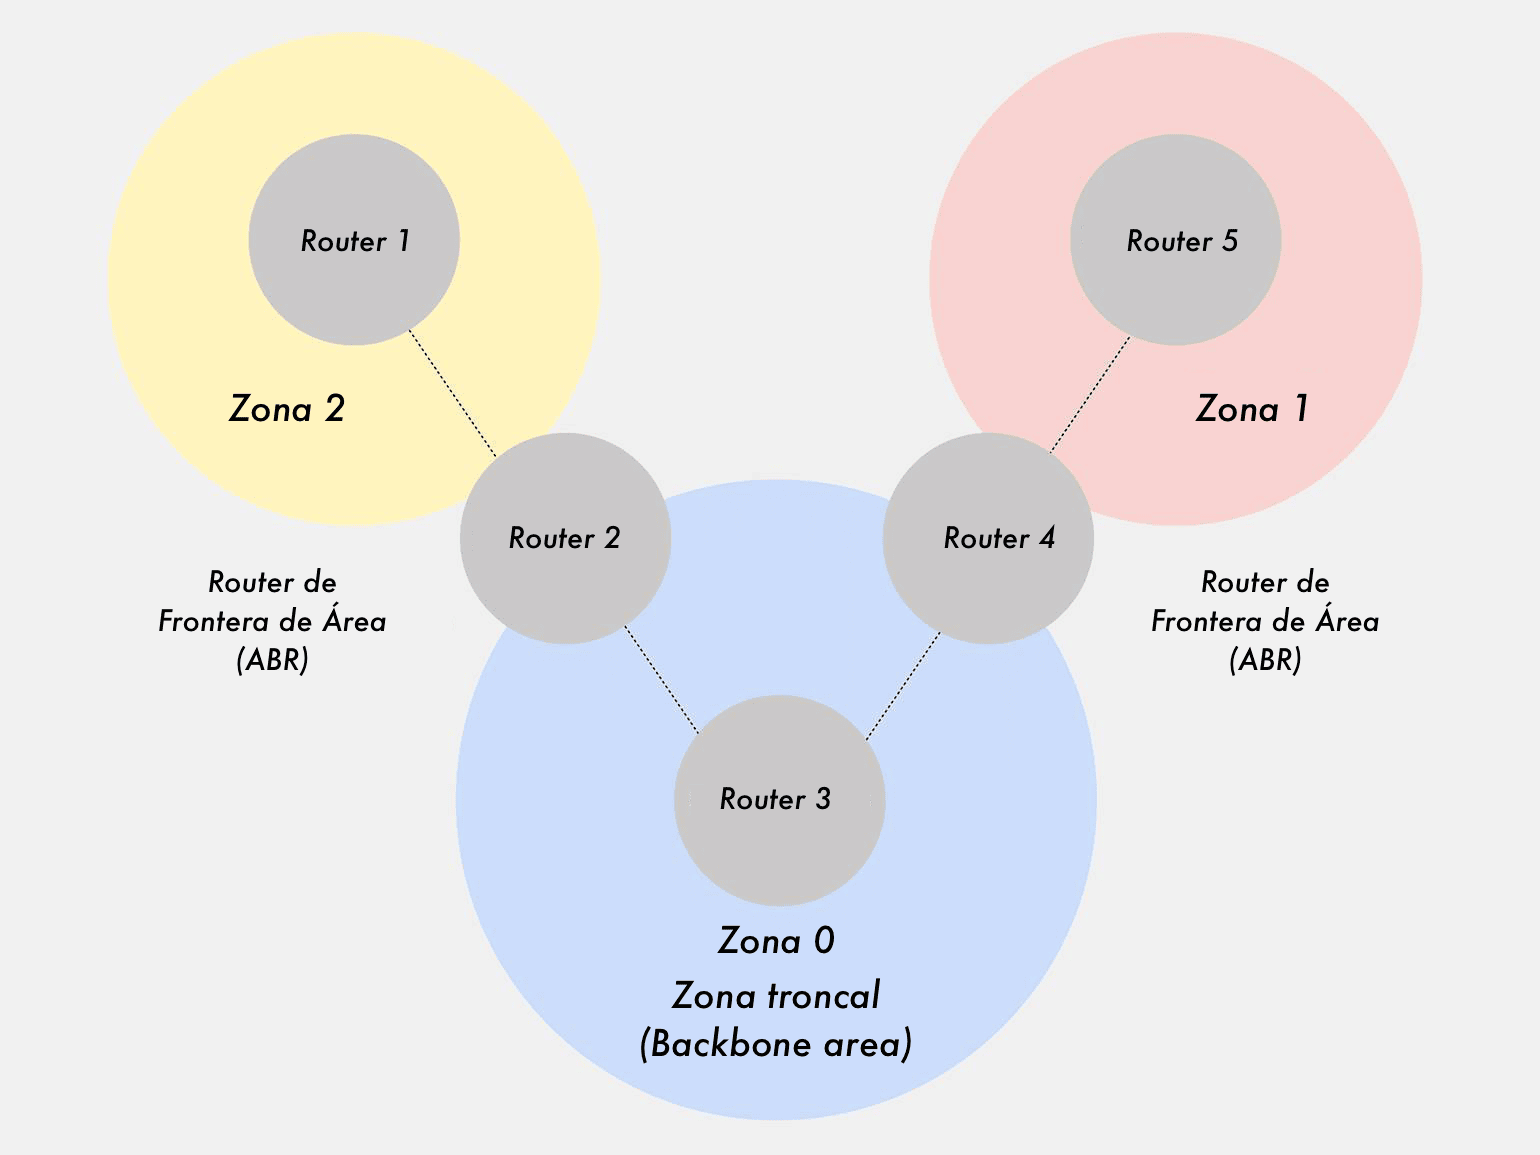 Router 1
Router 5
Zona 2
Zona 1
Router 2
Router 4
Router de
Frontera de Área
(ABR)
Router de
Frontera de Área
(ABR)
Router 3
Zona 0
Zona troncal
(Backbone area)